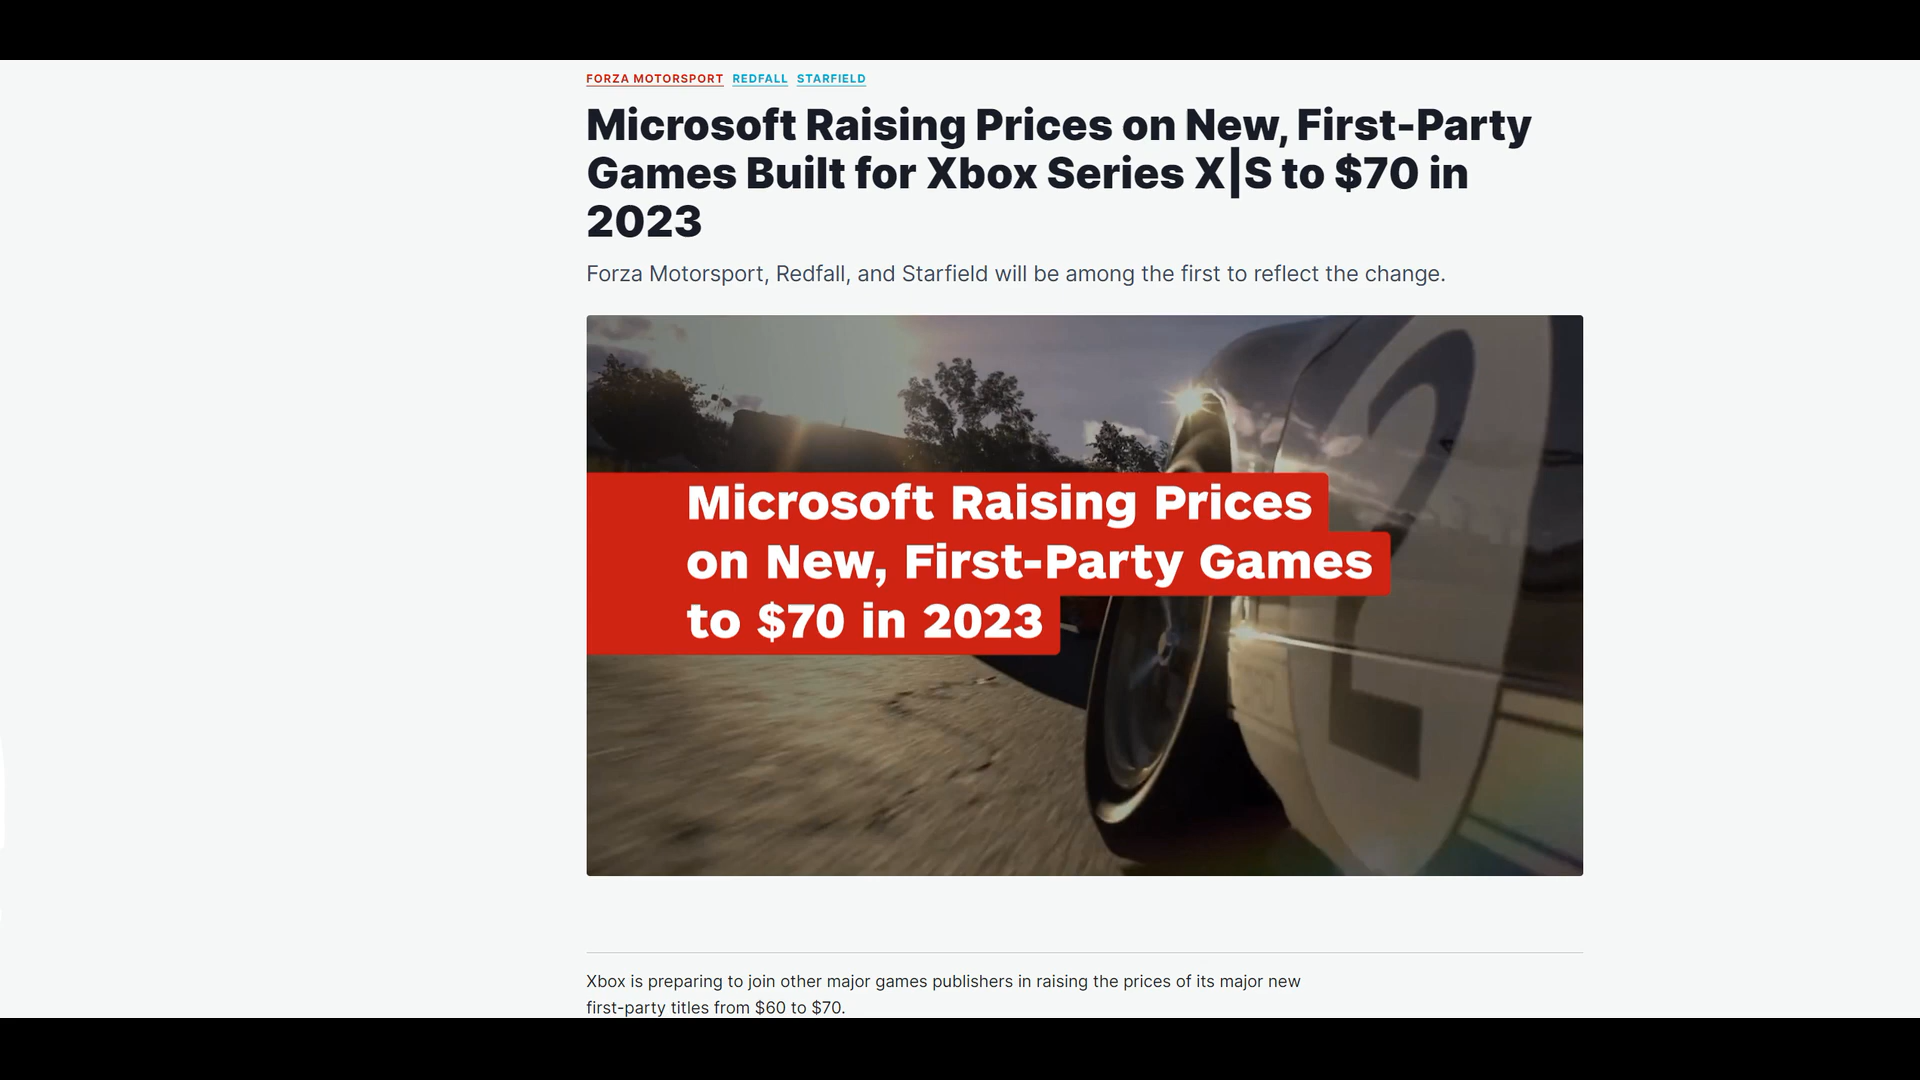 FORZA MOTORSPORT REDFALL STARFIELD
Microsoft Raising Prices on New, First-Party
Games Built for Xbox Series X|S to $70 in
2023
Forza Motorsport, Redfall, and Starfield will be among the first to reflect the change.
Microsoft Raising Prices
on New, First-Party Games
to $70 in 2023
2
Xbox is preparing to join other major games publishers in raising the prices of its major new
first-party titles from $60 to $70.